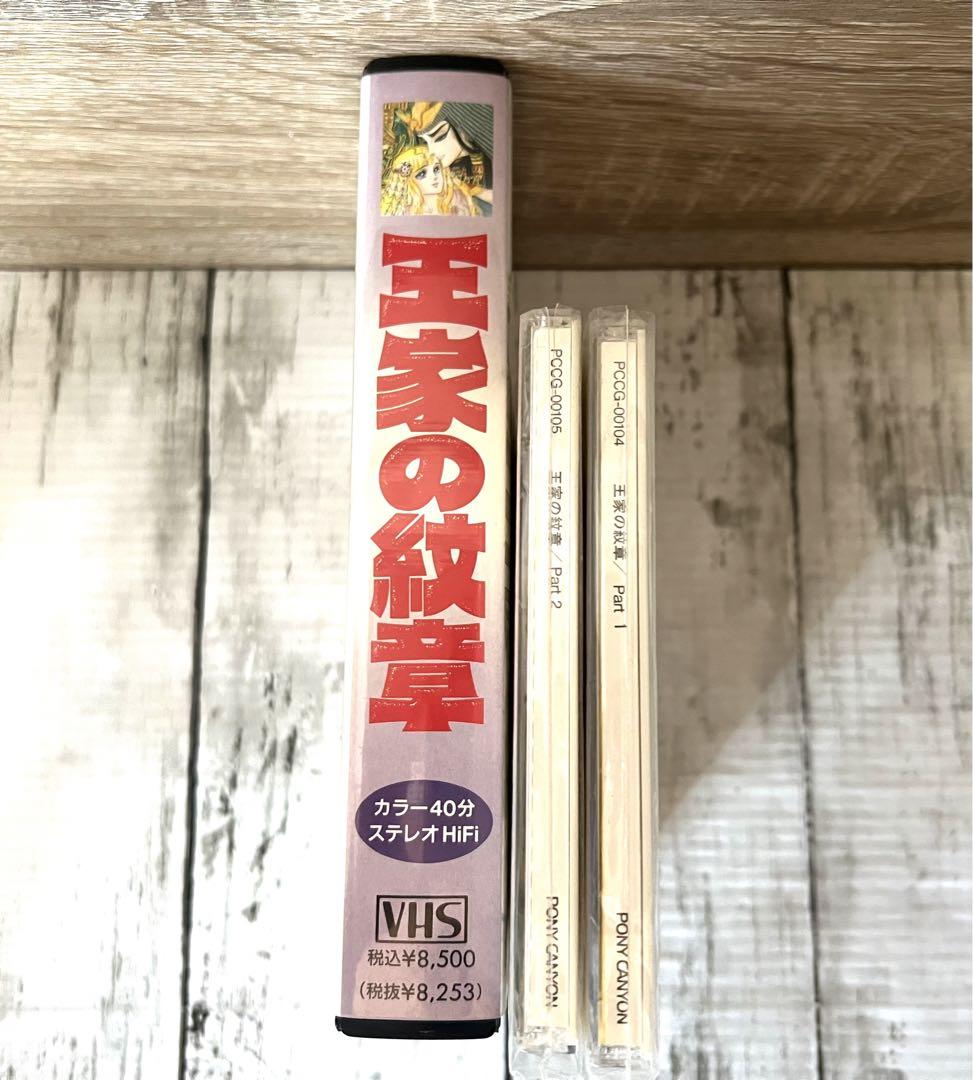 王家の紋章
カラー40分
ステレオHiFi
VHS
税込¥8,500
(税抜¥8,253)
PCCG-00105 王家の紋章／Part 2 PONY CANYON
PCCG-00104 王家の紋章／ Part 1 PONY CANYON